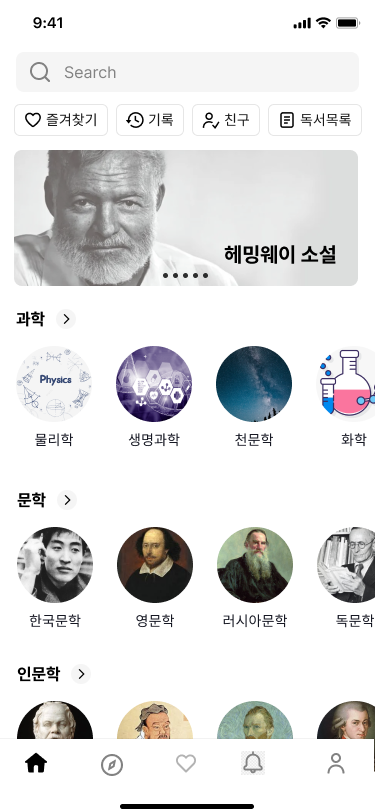 9:41
Search
즐겨찾기 기록 친구 독서목록
헤밍웨이 소설
과학
Physics
물리학 생명과학 천문학 화학
문학
한국문학 영문학 러시아문학 독문학
인문학